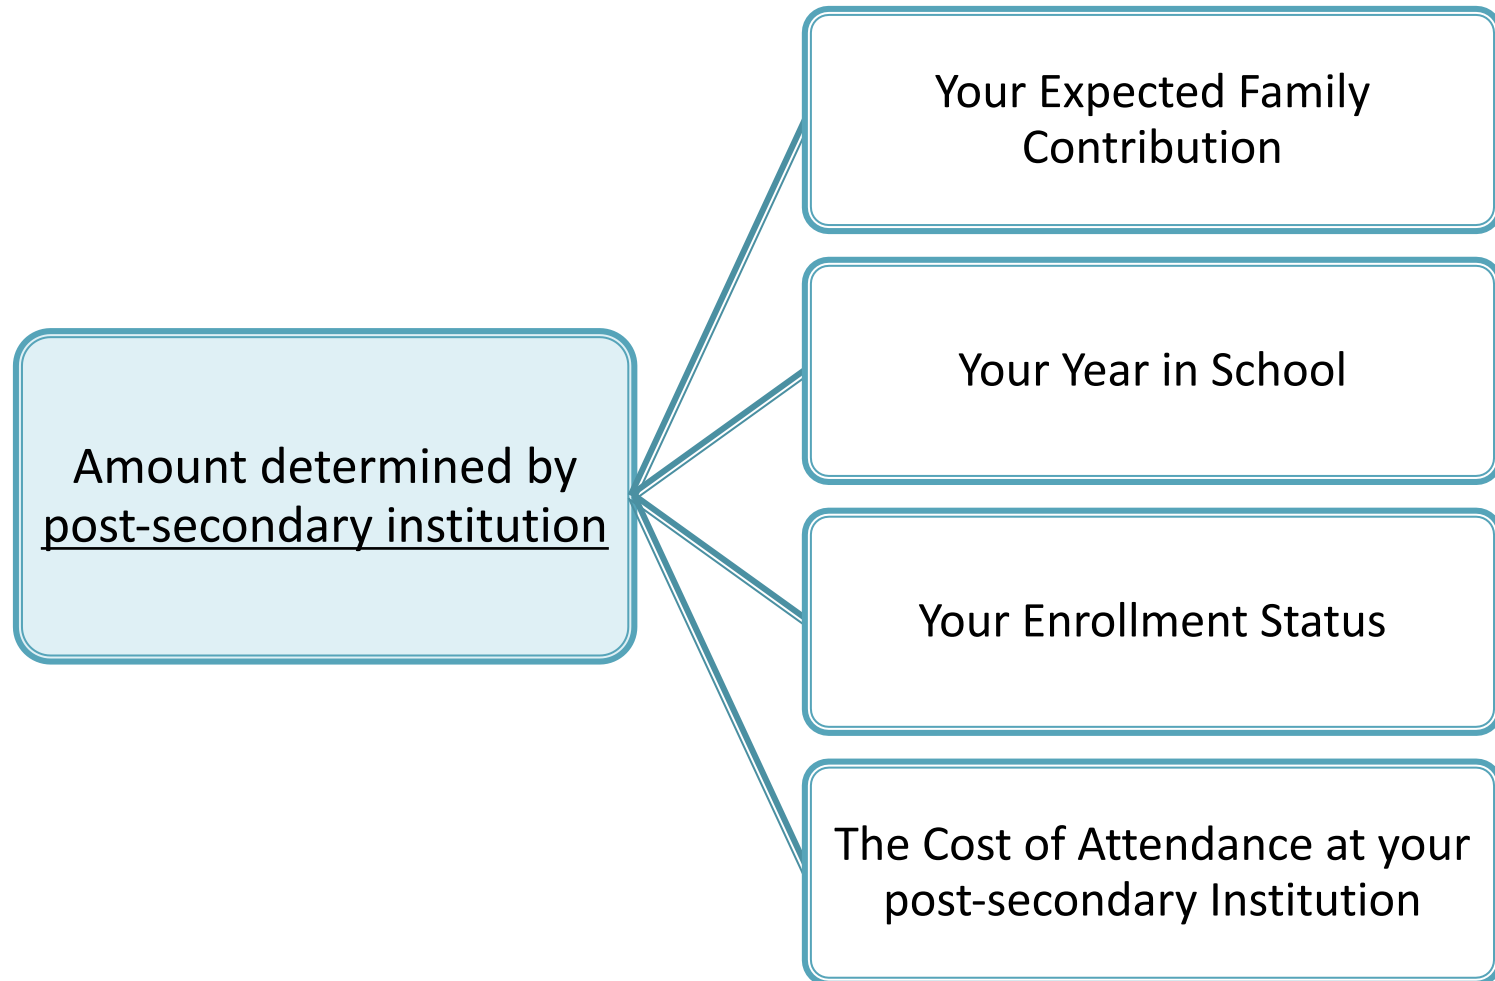 Amount determined by
post-secondary institution
Your Expected Family
Contribution
Your Year in School
Your Enrollment Status
The Cost of Attendance at your
post-secondary Institution